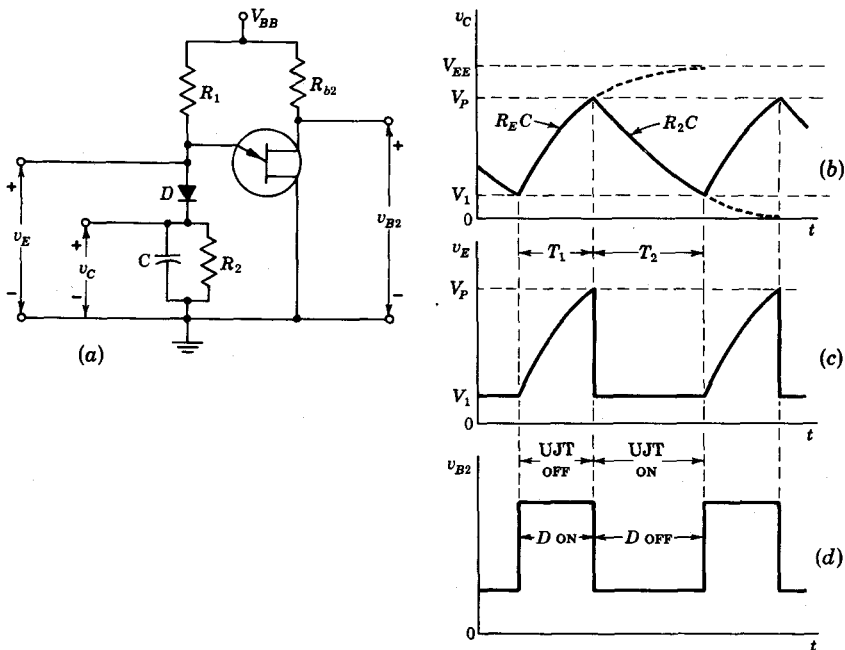 V_BB
R_1
R_b2
+
+
D
v_E
+
v_C
C
R_2
v_B2
−
−
−
(a)
v_C
V_EE
V_P
R_E C
R_2 C
(b)
V_1
0
t
v_E
T_1
T_2
V_P
(c)
V_1
0
t
v_B2
UJT
OFF
UJT
ON
D ON
D OFF
(d)
0
t